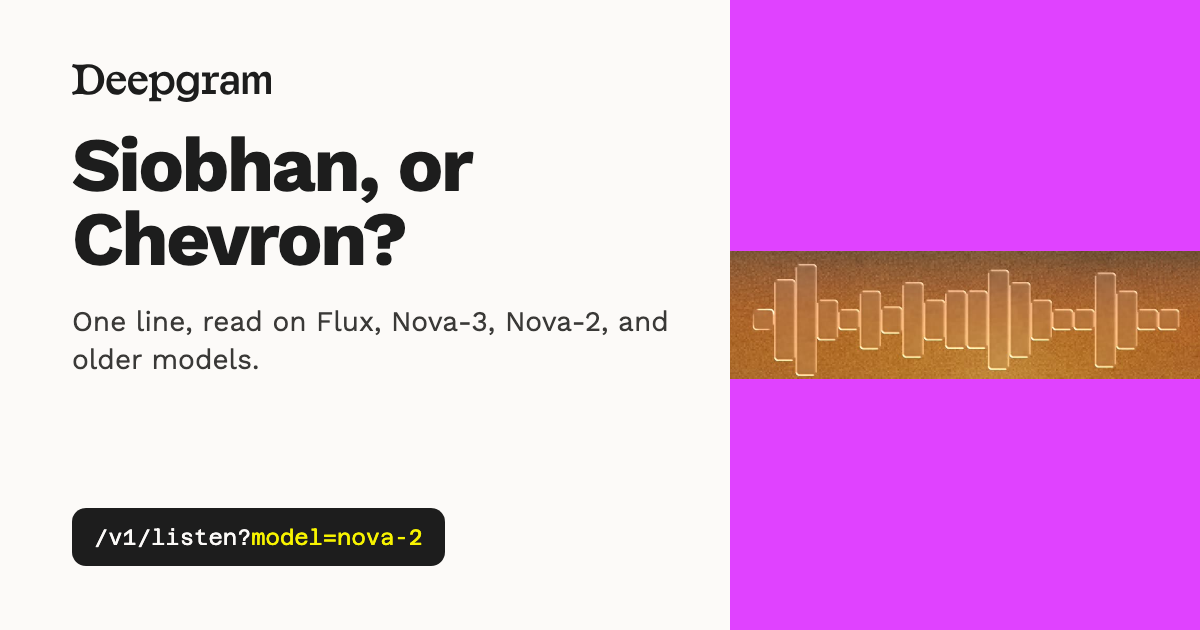 Deepgram
Siobhan, or
Chevron?
One line, read on Flux, Nova-3, Nova-2, and
older models.
/v1/listen?model=nova-2